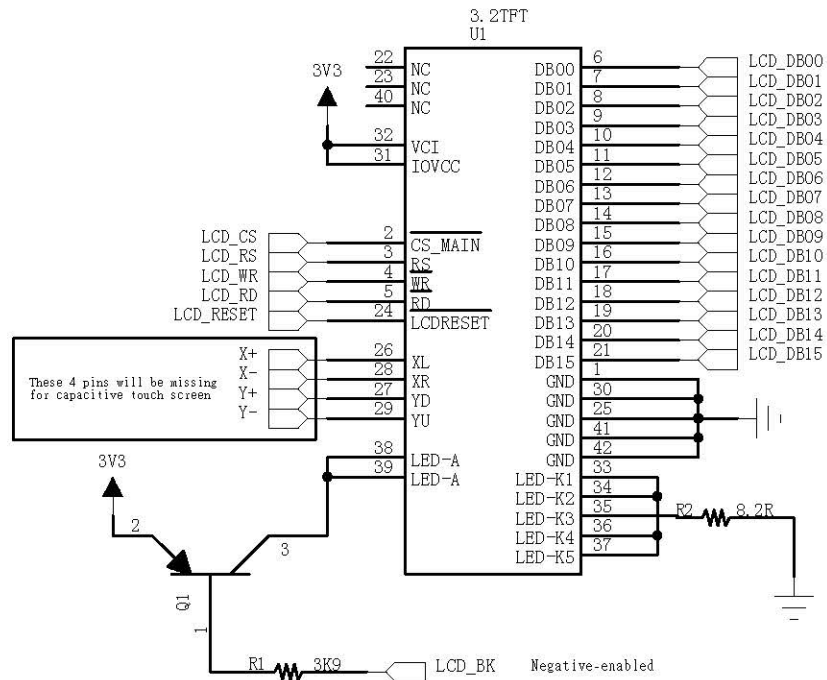 3.2TFT
U1
3V3
22 NC
23 NC
40 NC
32 VCI
31 IOVCC
LCD_CS 2 CS_MAIN
LCD_RS 3 RS
LCD_WR 4 WR
LCD_RD 5 RD
LCD_RESET 24 LCDRESET
X+ 26 XL
X- 28 XR
Y+ 27 YD
Y- 29 YU
These 4 pins will be missing
for capacitive touch screen
38 LED-A
39 LED-A
DB00 6 LCD_DB00
DB01 7 LCD_DB01
DB02 8 LCD_DB02
DB03 9 LCD_DB03
DB04 10 LCD_DB04
DB05 11 LCD_DB05
DB06 12 LCD_DB06
DB07 13 LCD_DB07
DB08 14 LCD_DB08
DB09 15 LCD_DB09
DB10 16 LCD_DB10
DB11 17 LCD_DB11
DB12 18 LCD_DB12
DB13 19 LCD_DB13
DB14 20 LCD_DB14
DB15 21 LCD_DB15
GND 1
GND 30
GND 25
GND 41
GND 42
LED-K1 33
LED-K2 34
LED-K3 35
LED-K4 36
LED-K5 37
R2 8.2R
3V3
2
3
Q1
1
R1 3K9 LCD_BK Negative-enabled